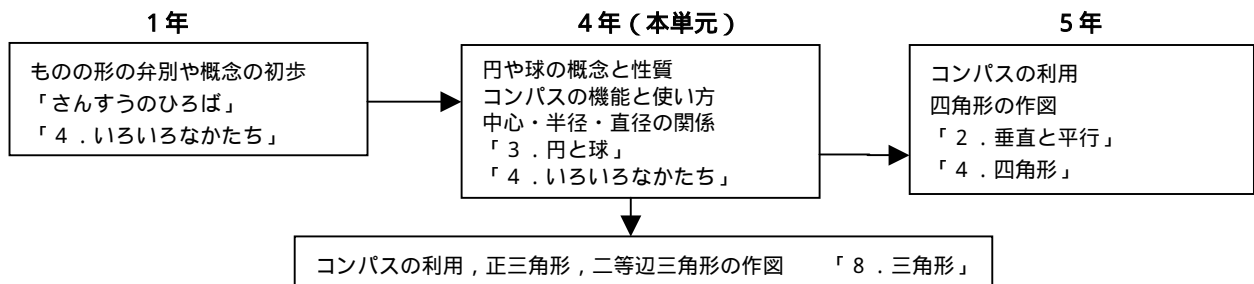 1年
ものの形の弁別や概念の初歩
「さんすうのひろば」
「4.いろいろなかたち」
4年(本単元)
円や球の概念と性質
コンパスの機能と使い方
中心・半径・直径の関係
「3.円と球」
「4.いろいろなかたち」
5年
コンパスの利用
四角形の作図
「2.垂直と平行」
「4.四角形」
コンパスの利用,正三角形,二等辺三角形の作図 「8.三角形」